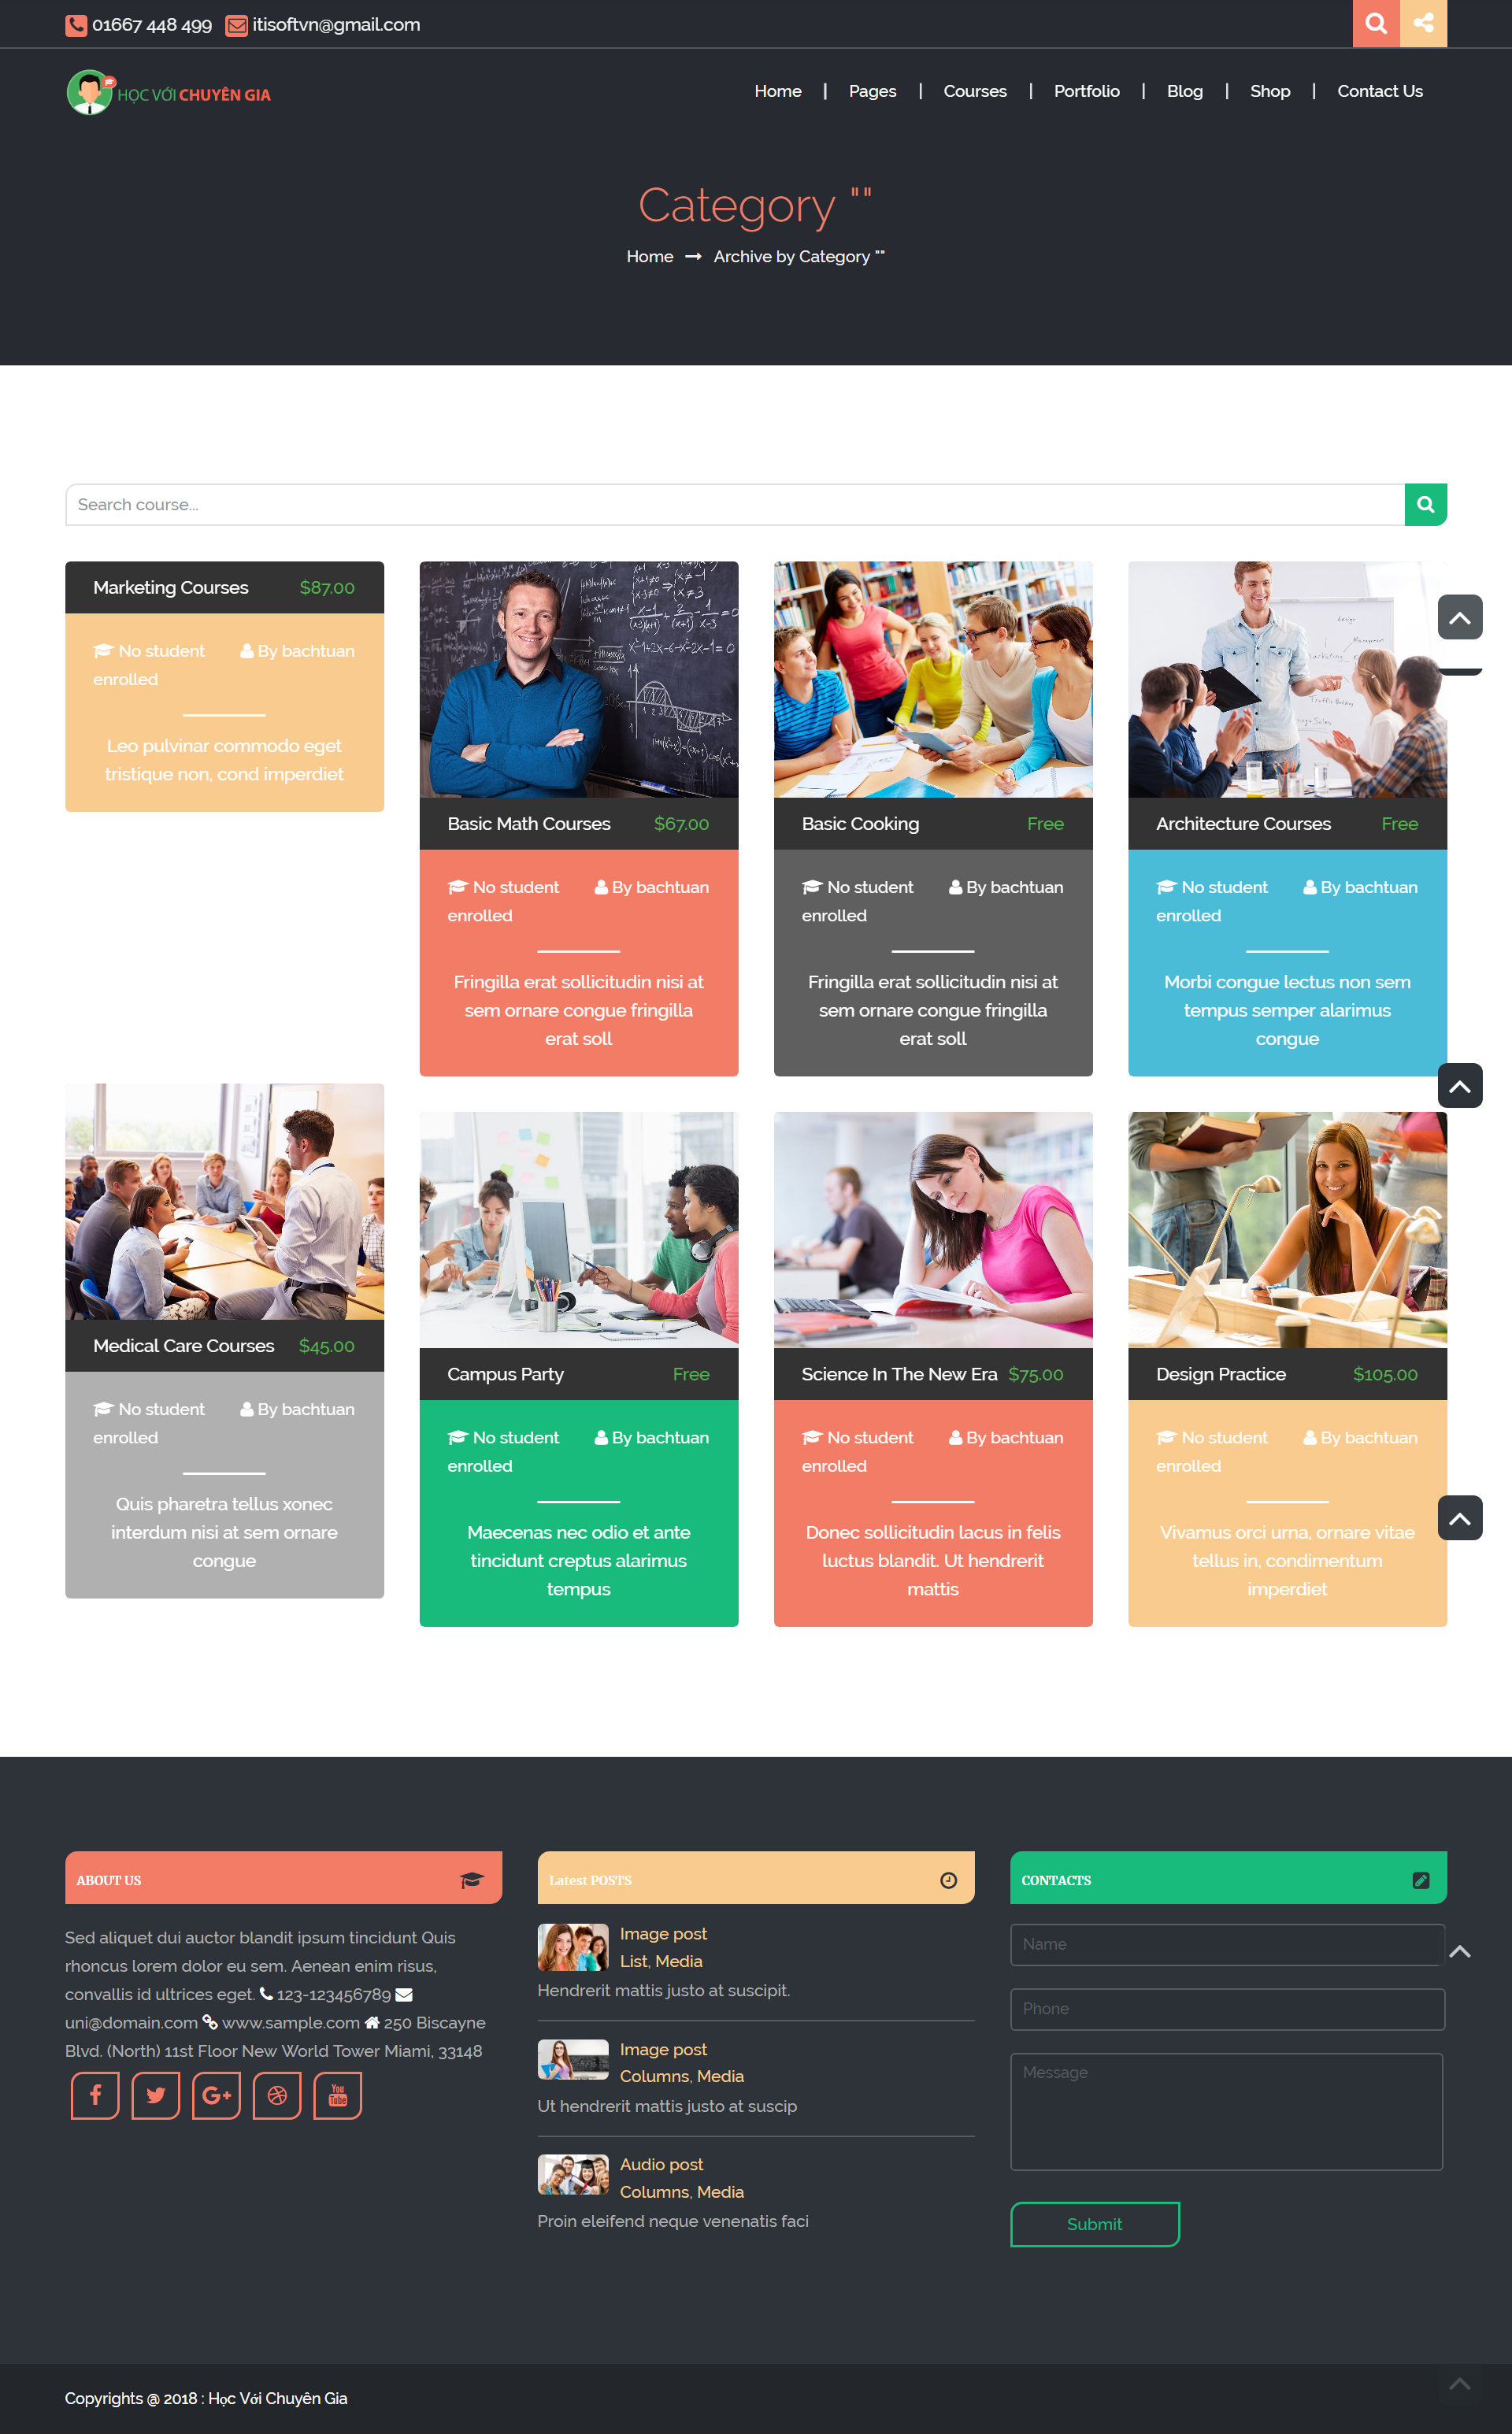 01667 448 499 itisoftvn@gmail.com
HỌC VỚI CHUYÊN GIA
Home | Pages | Courses | Portfolio | Blog | Shop | Contact Us
Category ""
Home Archive by Category ""
Search course...
Marketing Courses $87.00
No student By bachtuan
enrolled
Leo pulvinar commodo eget
tristique non, cond imperdiet
Basic Math Courses $67.00
No student By bachtuan
enrolled
Fringilla erat sollicitudin nisi at
sem ornare congue fringilla
erat soll
Basic Cooking Free
No student By bachtuan
enrolled
Fringilla erat sollicitudin nisi at
sem ornare congue fringilla
erat soll
Architecture Courses Free
No student By bachtuan
enrolled
Morbi congue lectus non sem
tempus semper alarimus
congue
Medical Care Courses $45.00
No student By bachtuan
enrolled
Quis pharetra tellus xonec
interdum nisi at sem ornare
congue
Campus Party Free
No student By bachtuan
enrolled
Maecenas nec odio et ante
tincidunt creptus alarimus
tempus
Science In The New Era $75.00
No student By bachtuan
enrolled
Donec sollicitudin lacus in felis
luctus blandit. Ut hendrerit
mattis
Design Practice $105.00
No student By bachtuan
enrolled
Vivamus orci urna, ornare vitae
tellus in, condimentum
imperdiet
ABOUT US
Sed aliquet dui auctor blandit ipsum tincidunt Quis
rhoncus lorem dolor eu sem. Aenean enim risus,
convallis id ultrices eget. 123-123456789
uni@domain.com www.sample.com 250 Biscayne
Blvd. (North) 11st Floor New World Tower Miami, 33148
You Tube
Latest POSTS
Image post
List, Media
Hendrerit mattis justo at suscipit.
Image post
Columns, Media
Ut hendrerit mattis justo at suscip
Audio post
Columns, Media
Proin eleifend neque venenatis faci
CONTACTS
Name
Phone
Message
Submit
Copyrights @ 2018 : Học Với Chuyên Gia